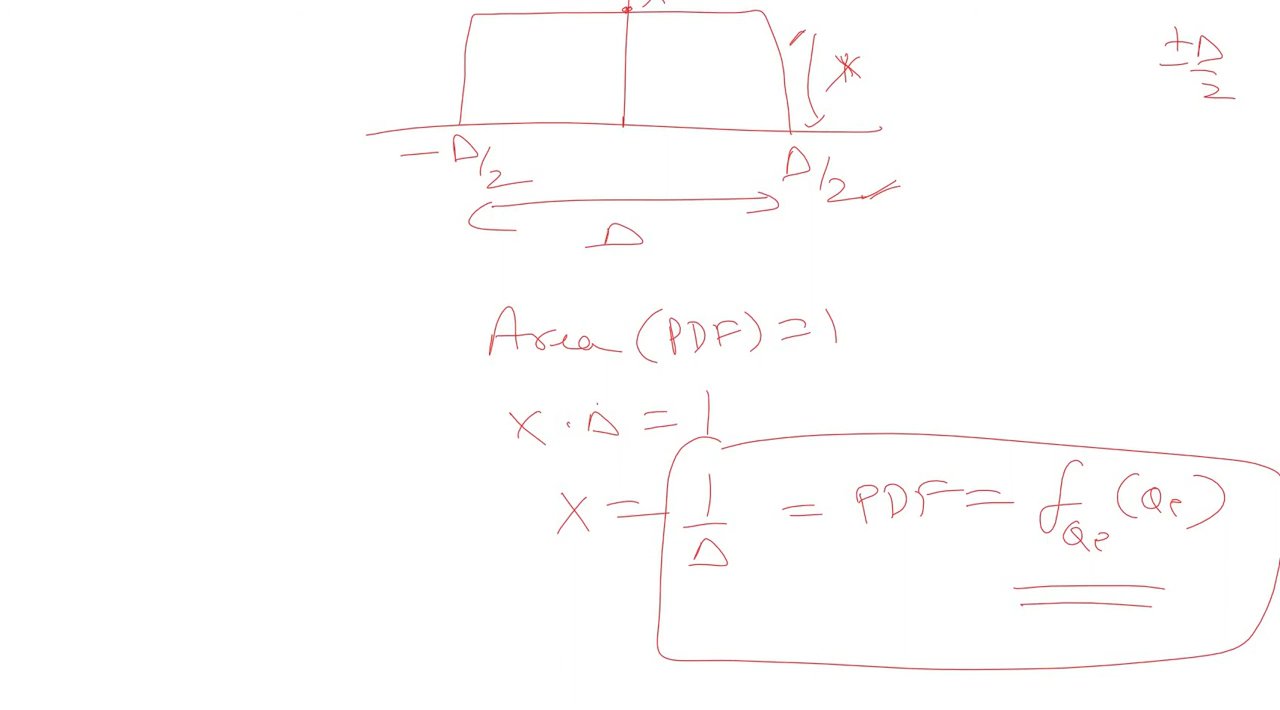 x
±Δ/2
x
-Δ/2
Δ/2
Δ
Area (PDF) = 1
x · Δ = 1
x = 1/Δ = PDF = f_Qe (Qe)